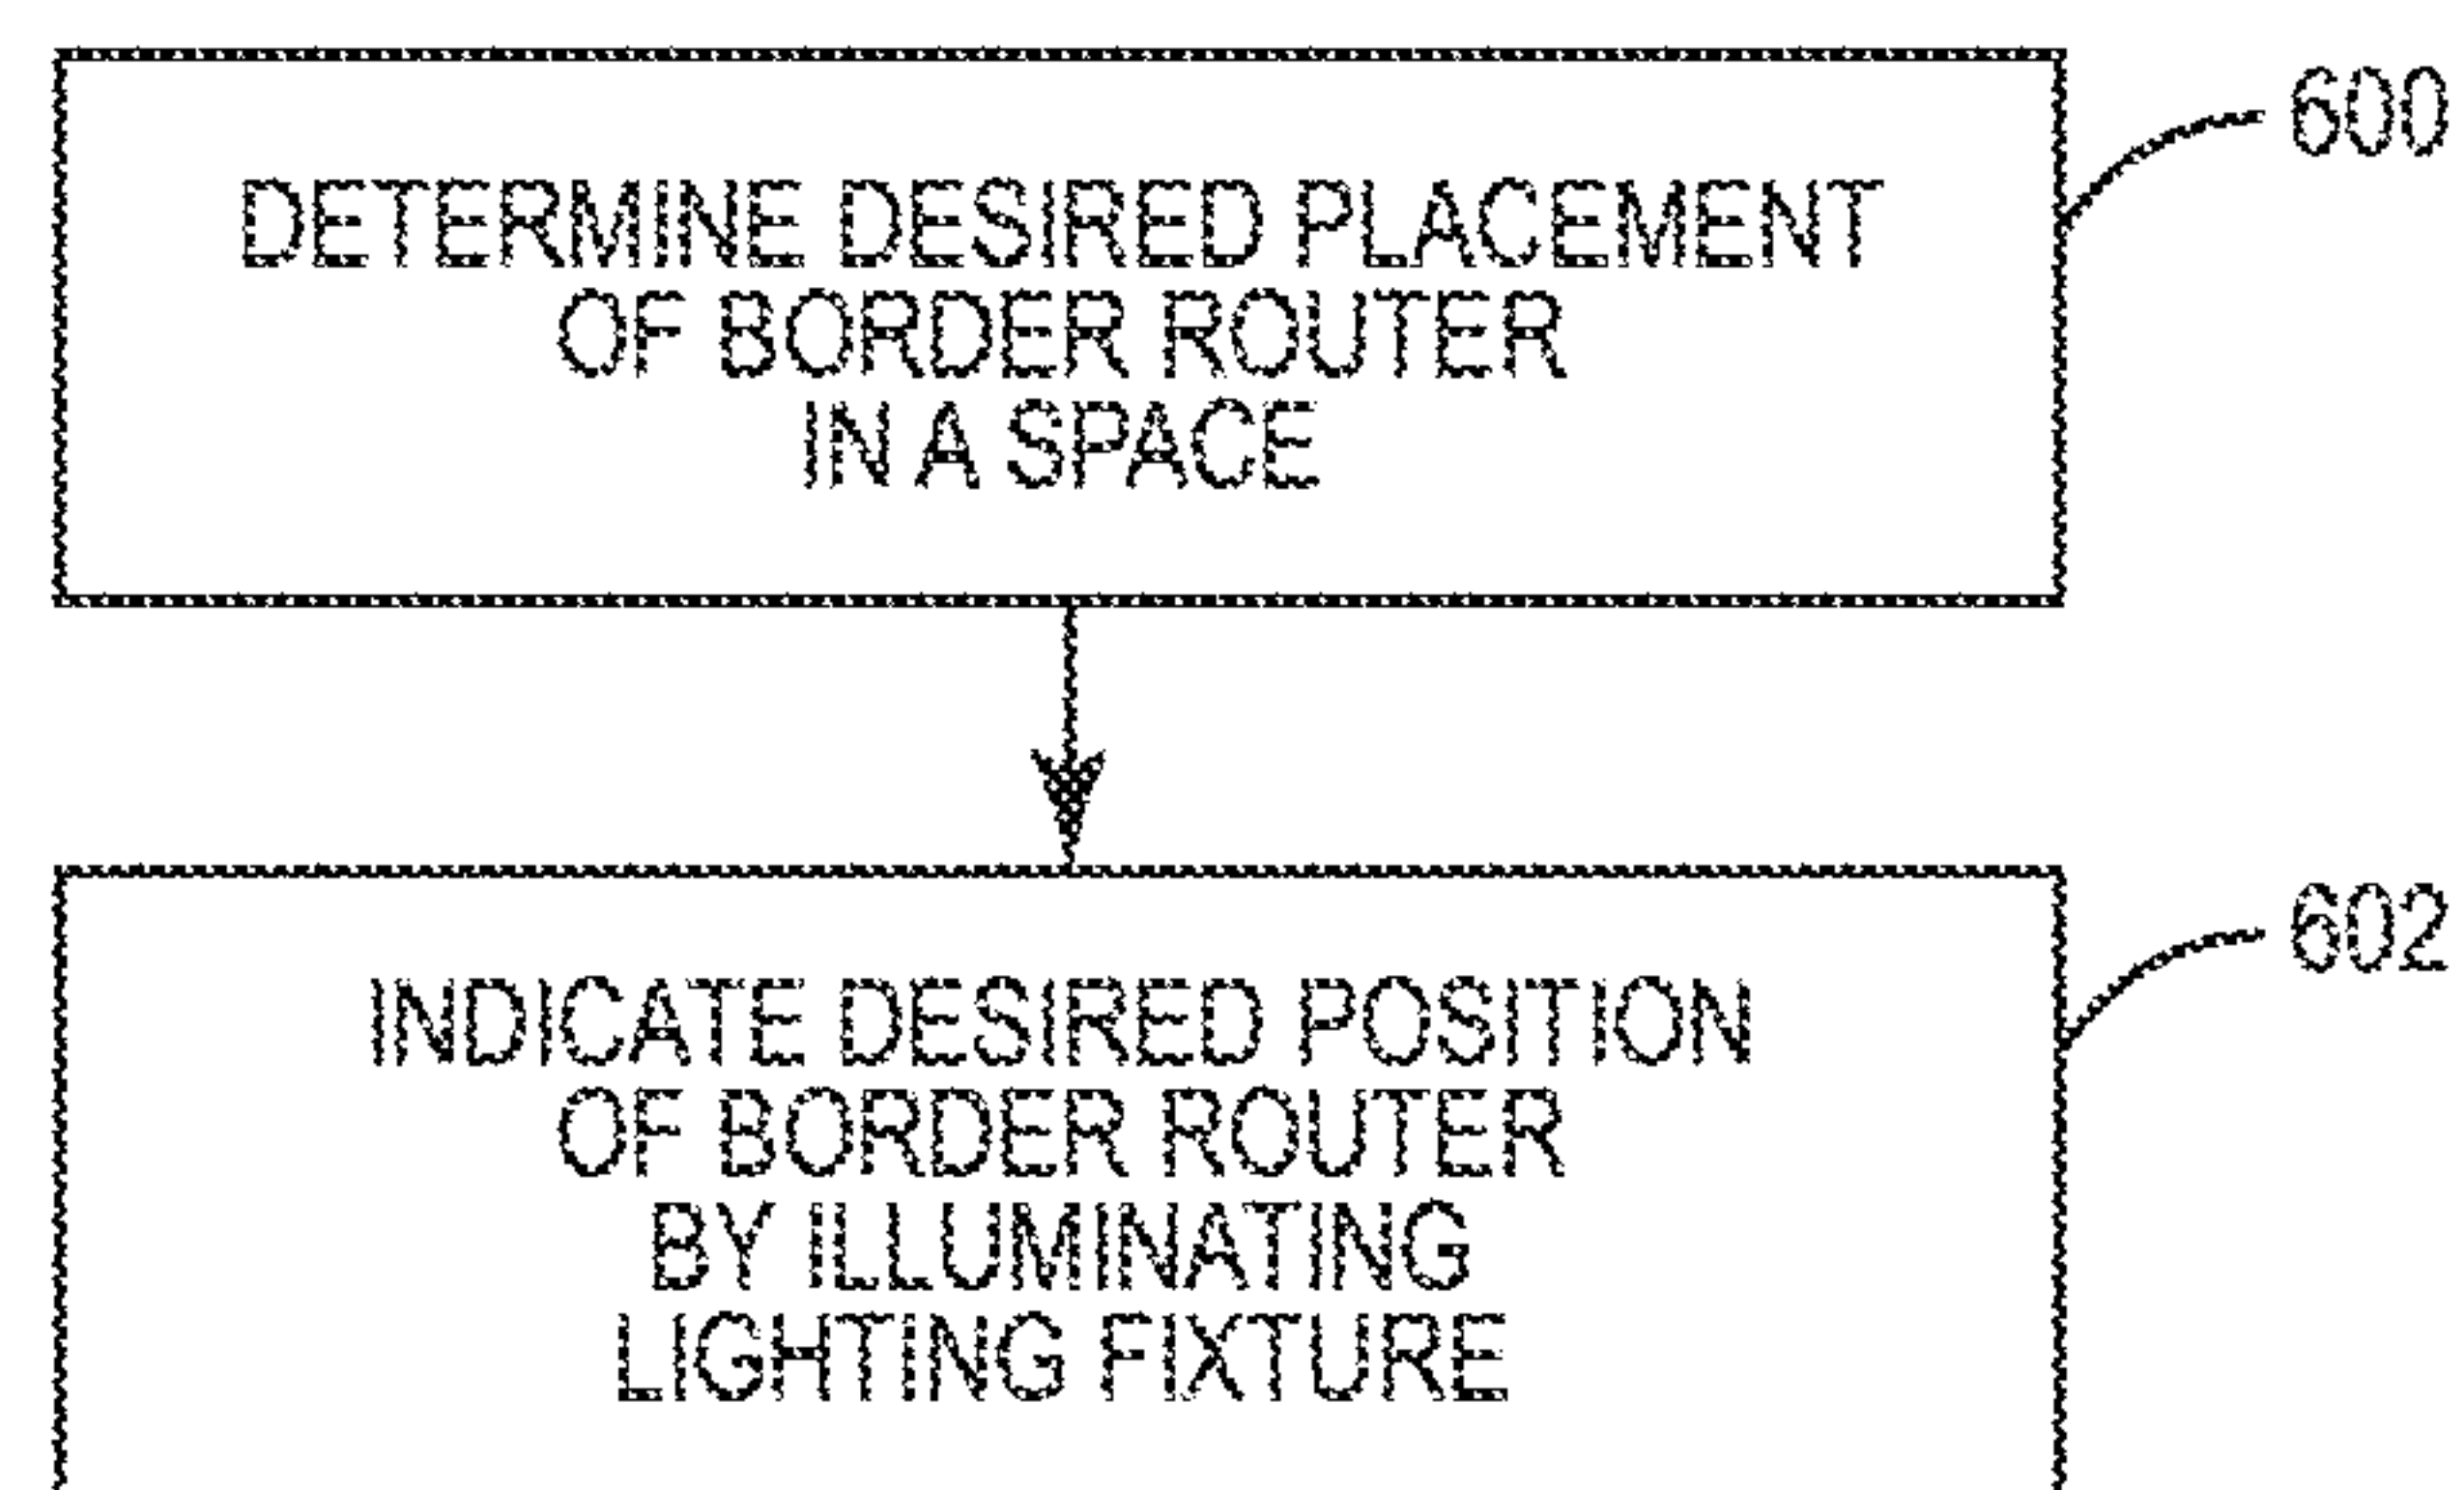 600
DETERMINE DESIRED PLACEMENT
OF BORDER ROUTER
IN A SPACE
602
INDICATE DESIRED POSITION
OF BORDER ROUTER
BY ILLUMINATING
LIGHTING FIXTURE